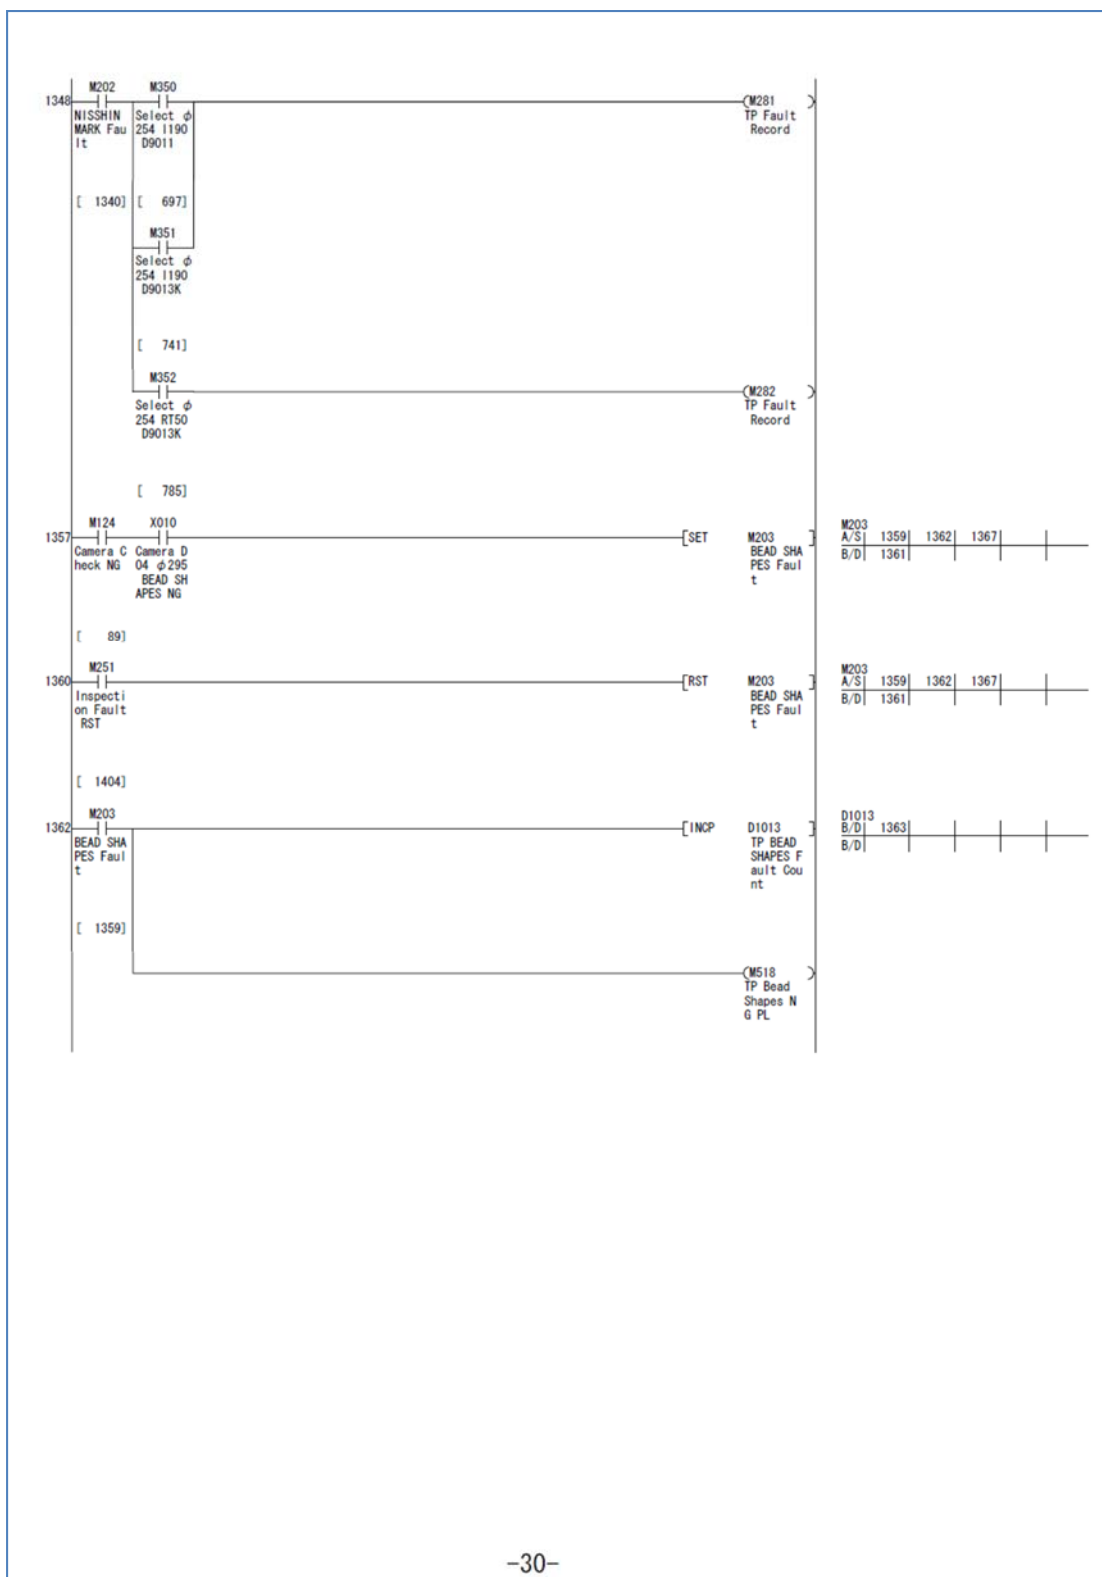 M202 M350
1348 (M281 )
NISSHIN Select φ TP Fault
MARK Fau 254 I190 Record
lt D9011
[ 1340] [ 697]
M351
Select φ
254 I190
D9013K
[ 741]
M352
(M282 )
Select φ TP Fault
254 RT50 Record
D9013K
[ 785]
M124 X010 M203
1357 [SET M203 ] A/S| 1359| 1362| 1367|
Camera C Camera D BEAD SHA B/D| 1361|
heck NG 04 φ295 PES Faul
BEAD SH t
APES NG
[ 89]
M251 M203
1360 [RST M203 ] A/S| 1359| 1362| 1367|
Inspecti BEAD SHA B/D| 1361|
on Fault PES Faul
RST t
[ 1404]
M203 D1013
1362 [INCP D1013 ] B/D| 1363|
BEAD SHA TP BEAD B/D|
PES Faul SHAPES F
t ault Cou
nt
[ 1359]
(M518 )
TP Bead
Shapes N
G PL
-30-